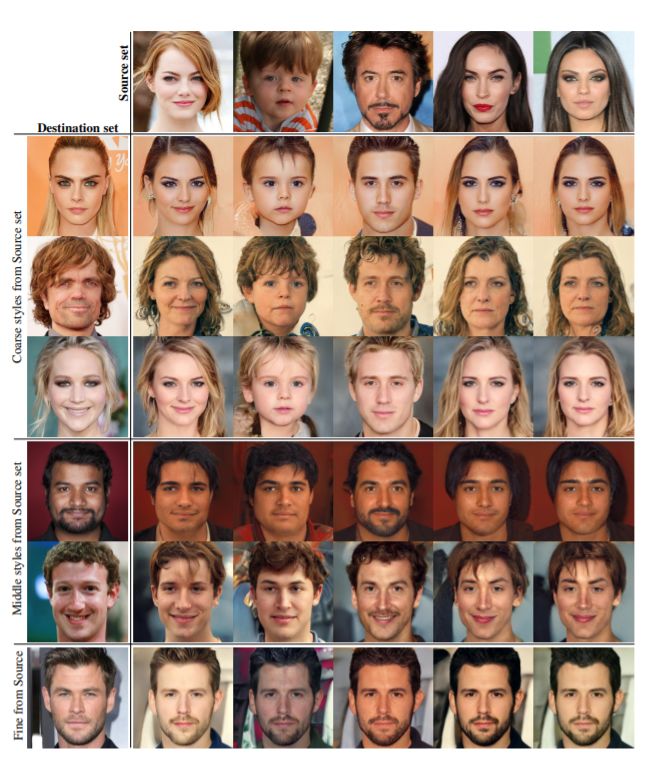 Source set
Destination set
Coarse styles from Source set
Middle styles from Source set
Fine from Source